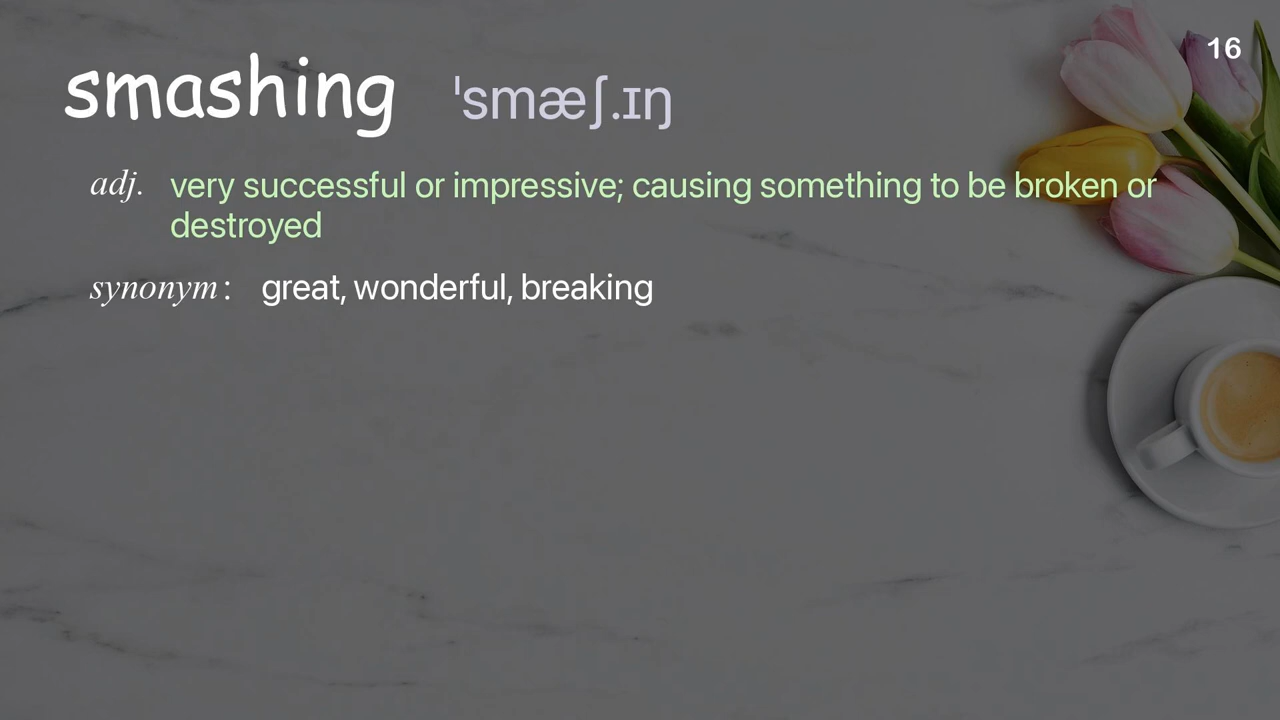 16
smashing ˈsmæʃ.ɪŋ
adj. very successful or impressive; causing something to be broken or
destroyed
synonym : great, wonderful, breaking